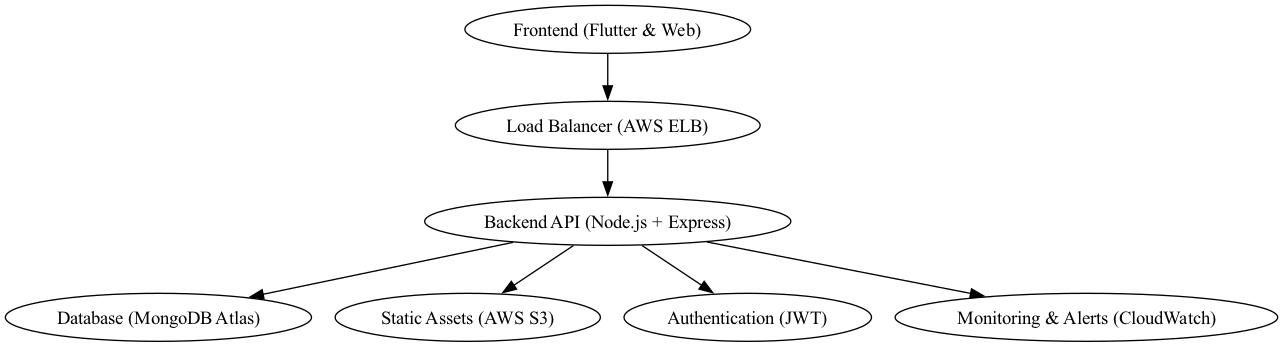 Frontend (Flutter & Web)
Load Balancer (AWS ELB)
Backend API (Node.js + Express)
Database (MongoDB Atlas)
Static Assets (AWS S3)
Authentication (JWT)
Monitoring & Alerts (CloudWatch)